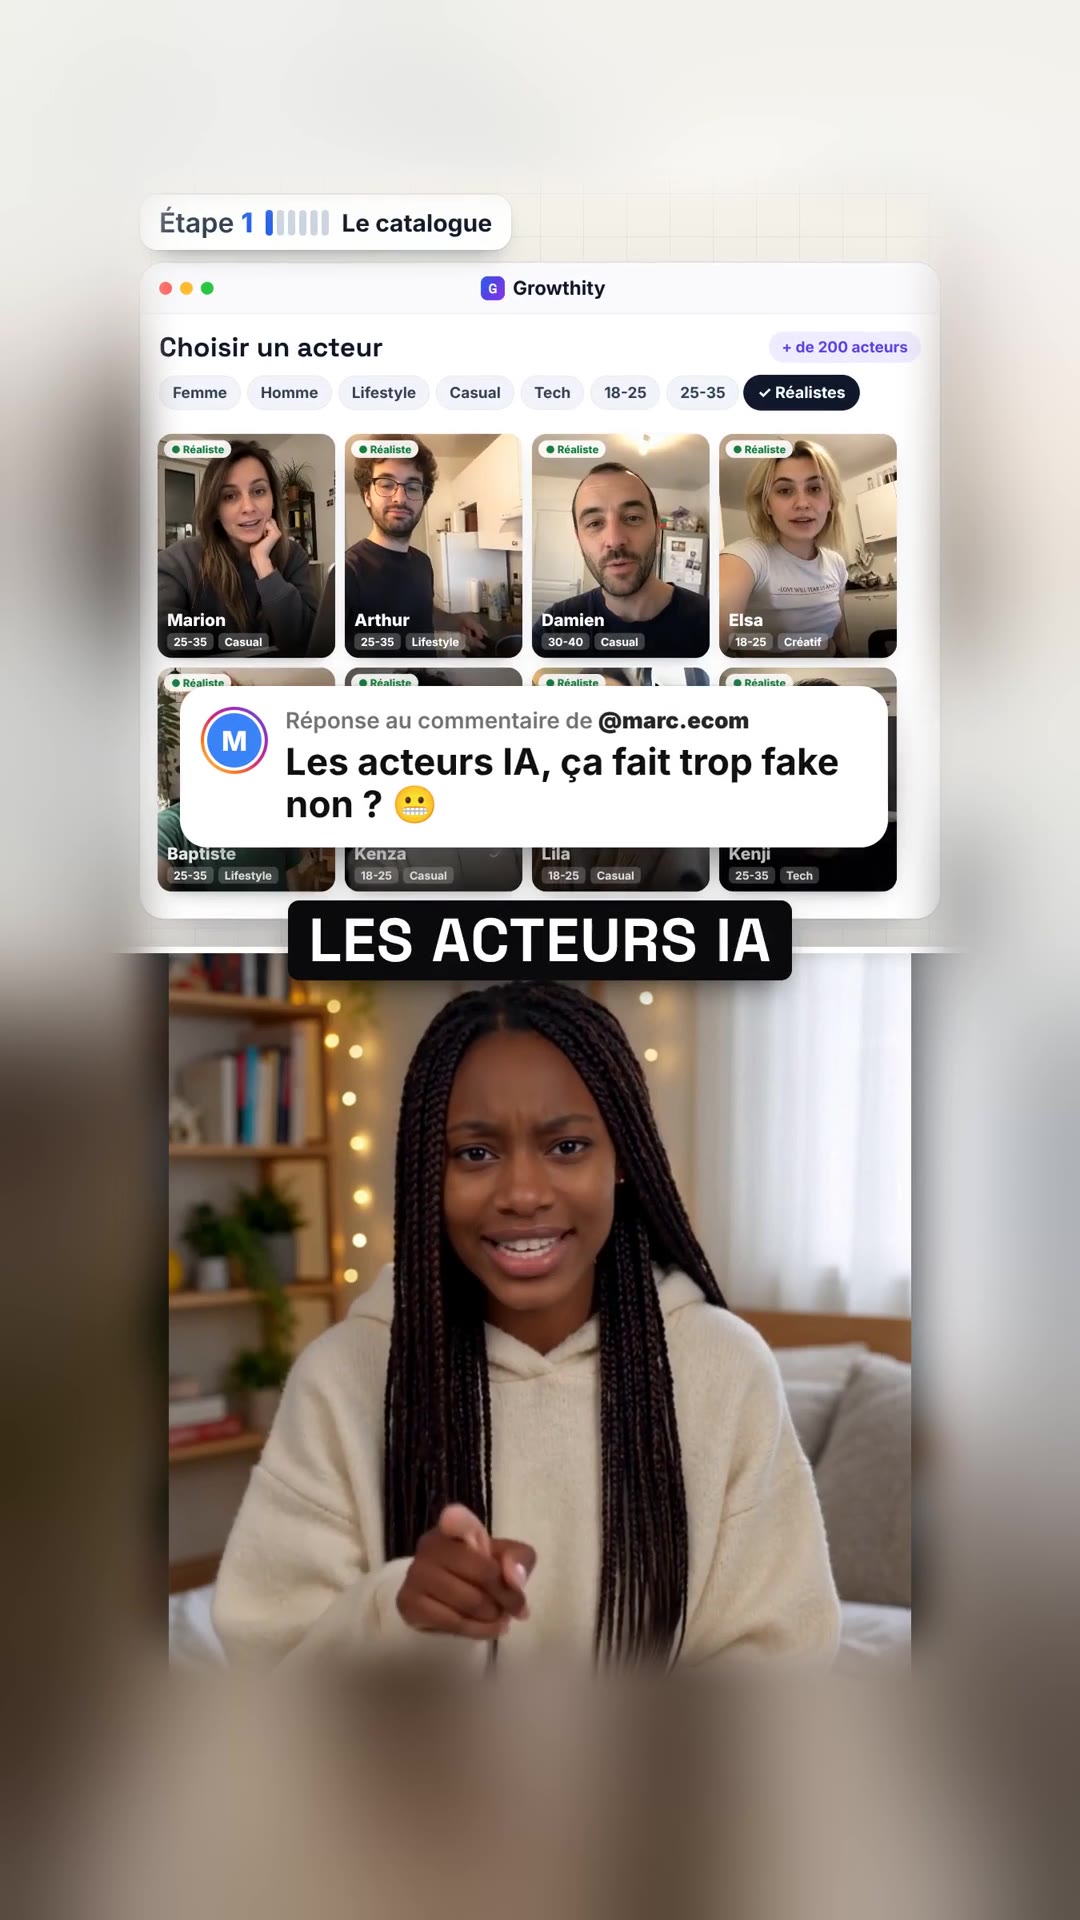 Étape 1 Le catalogue
G Growthity
Choisir un acteur
+ de 200 acteurs
Femme Homme Lifestyle Casual Tech 18-25 25-35 ✓ Réalistes
Réaliste Réaliste Réaliste Réaliste
Marion Arthur Damien Elsa
25-35 Casual 25-35 Lifestyle 30-40 Casual 18-25 Créatif
Réaliste Réaliste Réaliste Réaliste
M
Réponse au commentaire de @marc.ecom
Les acteurs IA, ça fait trop fake
non ? 😬
Baptiste Kenza Lila Kenji
25-35 Lifestyle 18-25 Casual 18-25 Casual 25-35 Tech
LES ACTEURS IA